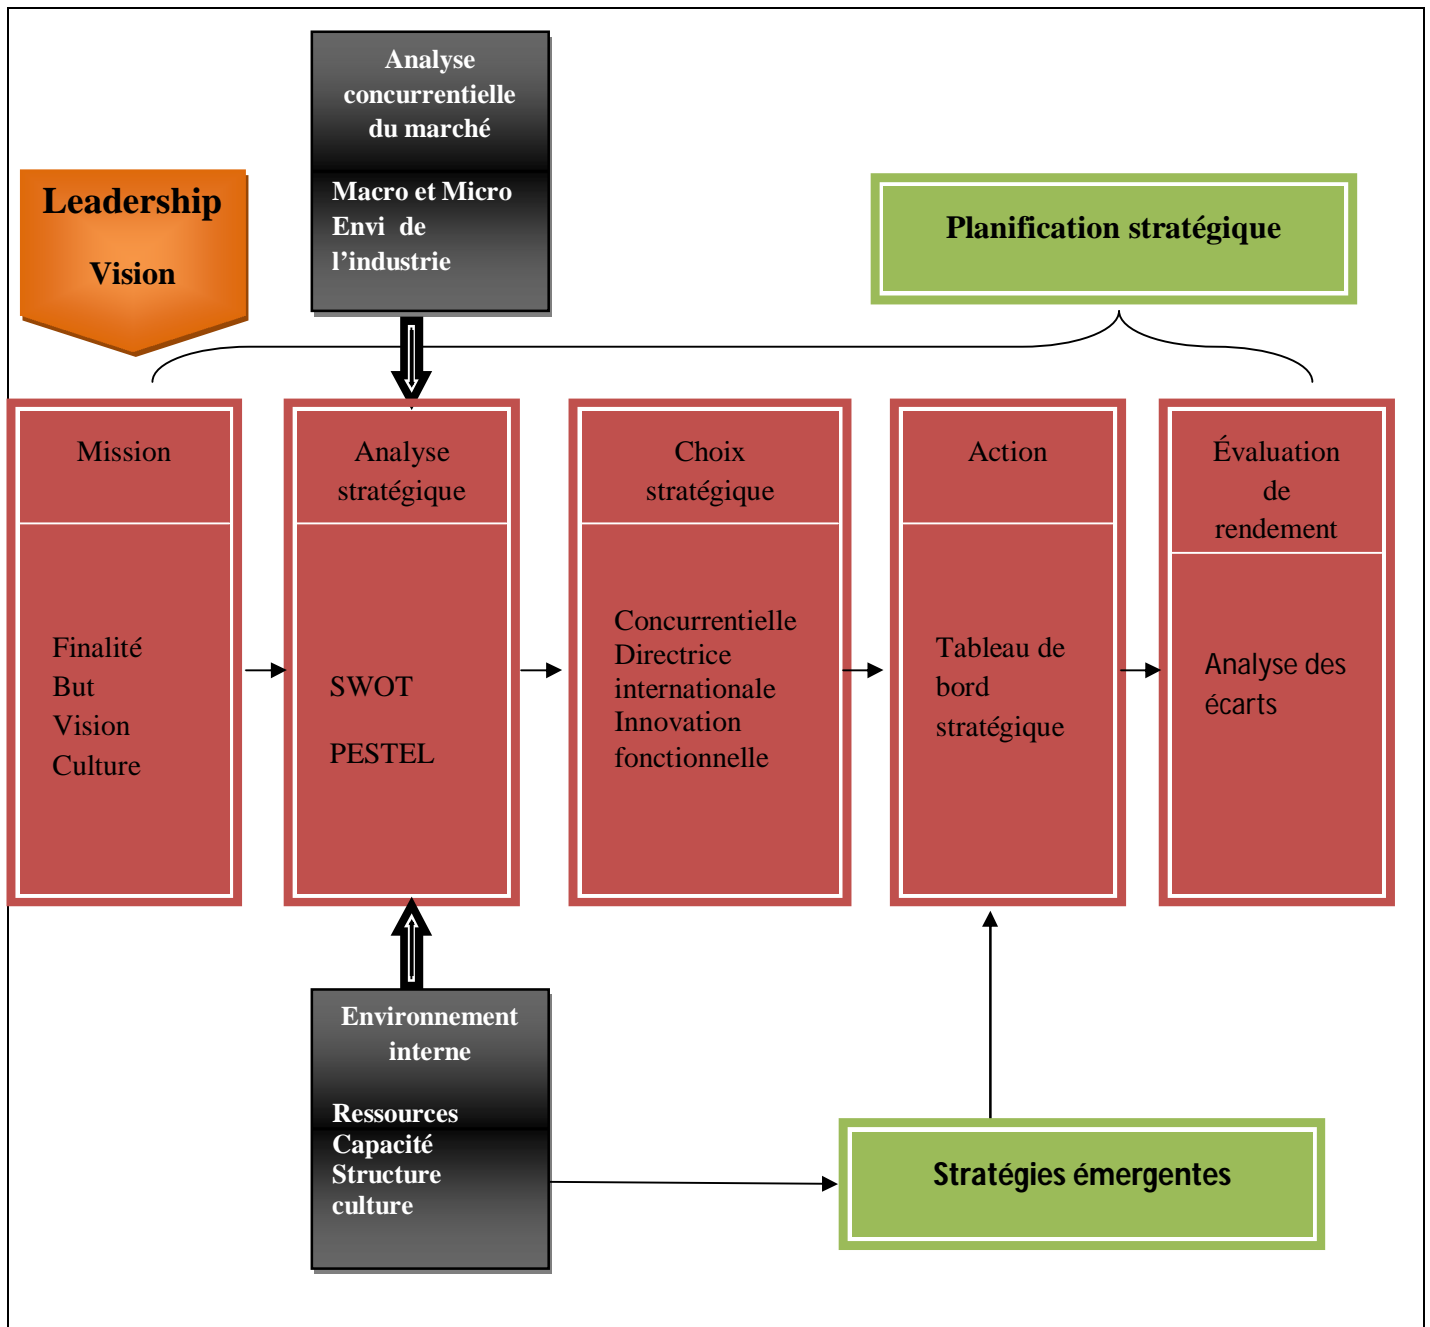 Analyse
concurrentielle
du marché
Macro et Micro
Envi de
l’industrie
Leadership
Vision
Planification stratégique
Mission
Finalité
But
Vision
Culture
Analyse
stratégique
SWOT
PESTEL
Choix
stratégique
Concurrentielle
Directrice
internationale
Innovation
fonctionnelle
Action
Tableau de
bord
stratégique
Évaluation
de
rendement
Analyse des
écarts
Environnement
interne
Ressources
Capacité
Structure
culture
Stratégies émergentes